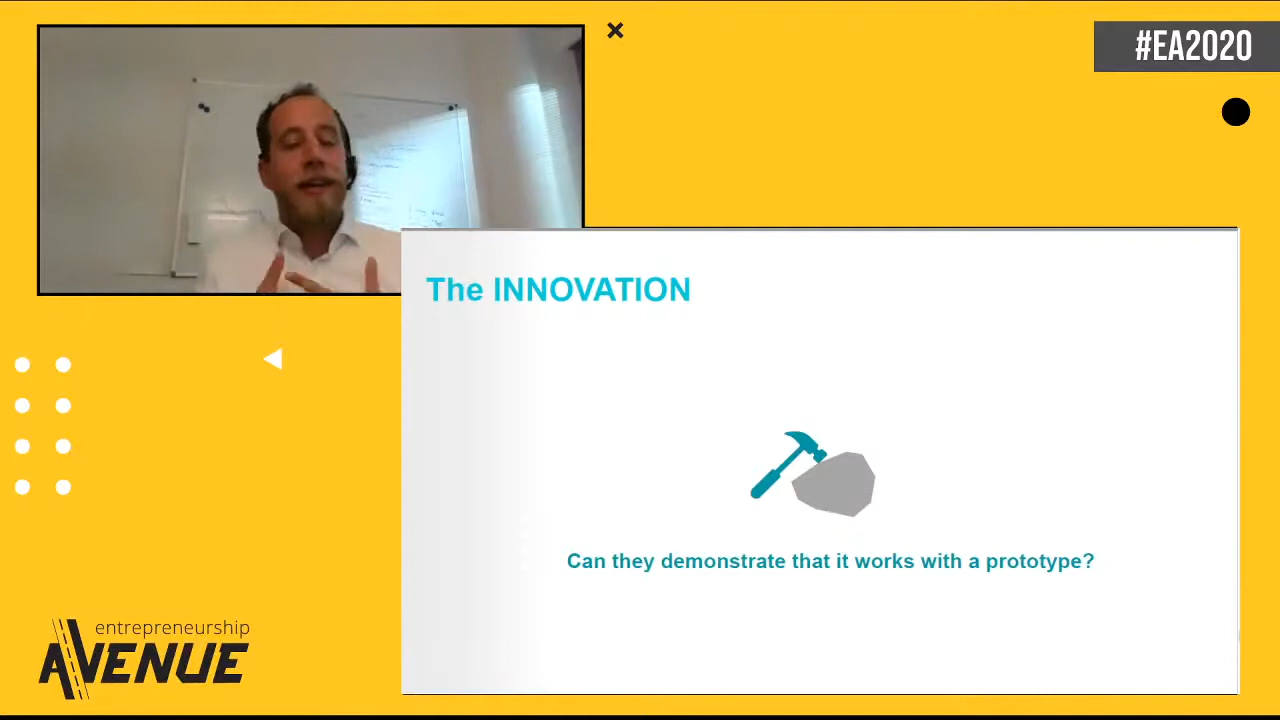 #EA2020
The INNOVATION
Can they demonstrate that it works with a prototype?
entrepreneurship
AVENUE